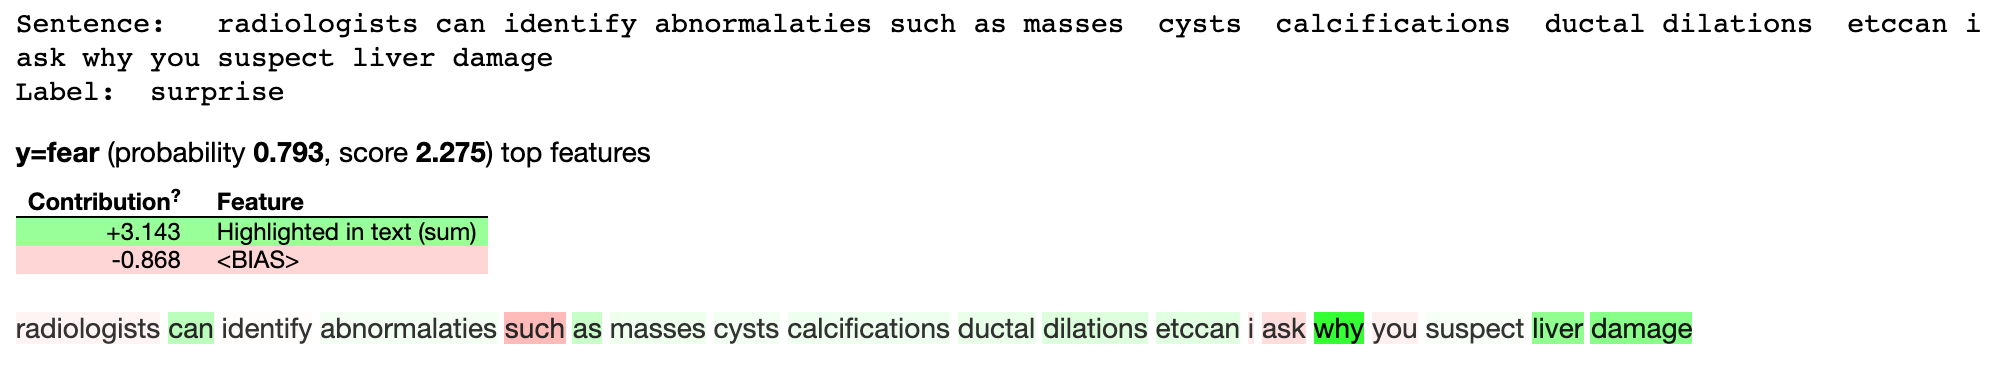 Sentence:   radiologists can identify abnormalaties such as masses  cysts  calcifications  ductal dilations  etccan i
ask why you suspect liver damage
Label:  surprise
y=fear (probability 0.793, score 2.275) top features
Contribution? Feature
+3.143 Highlighted in text (sum)
-0.868 <BIAS>
radiologists can identify abnormalaties such as masses cysts calcifications ductal dilations etccan i ask why you suspect liver damage